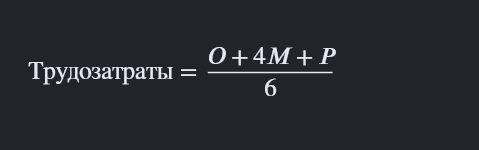 Трудозатраты = (O + 4M + P) / 6